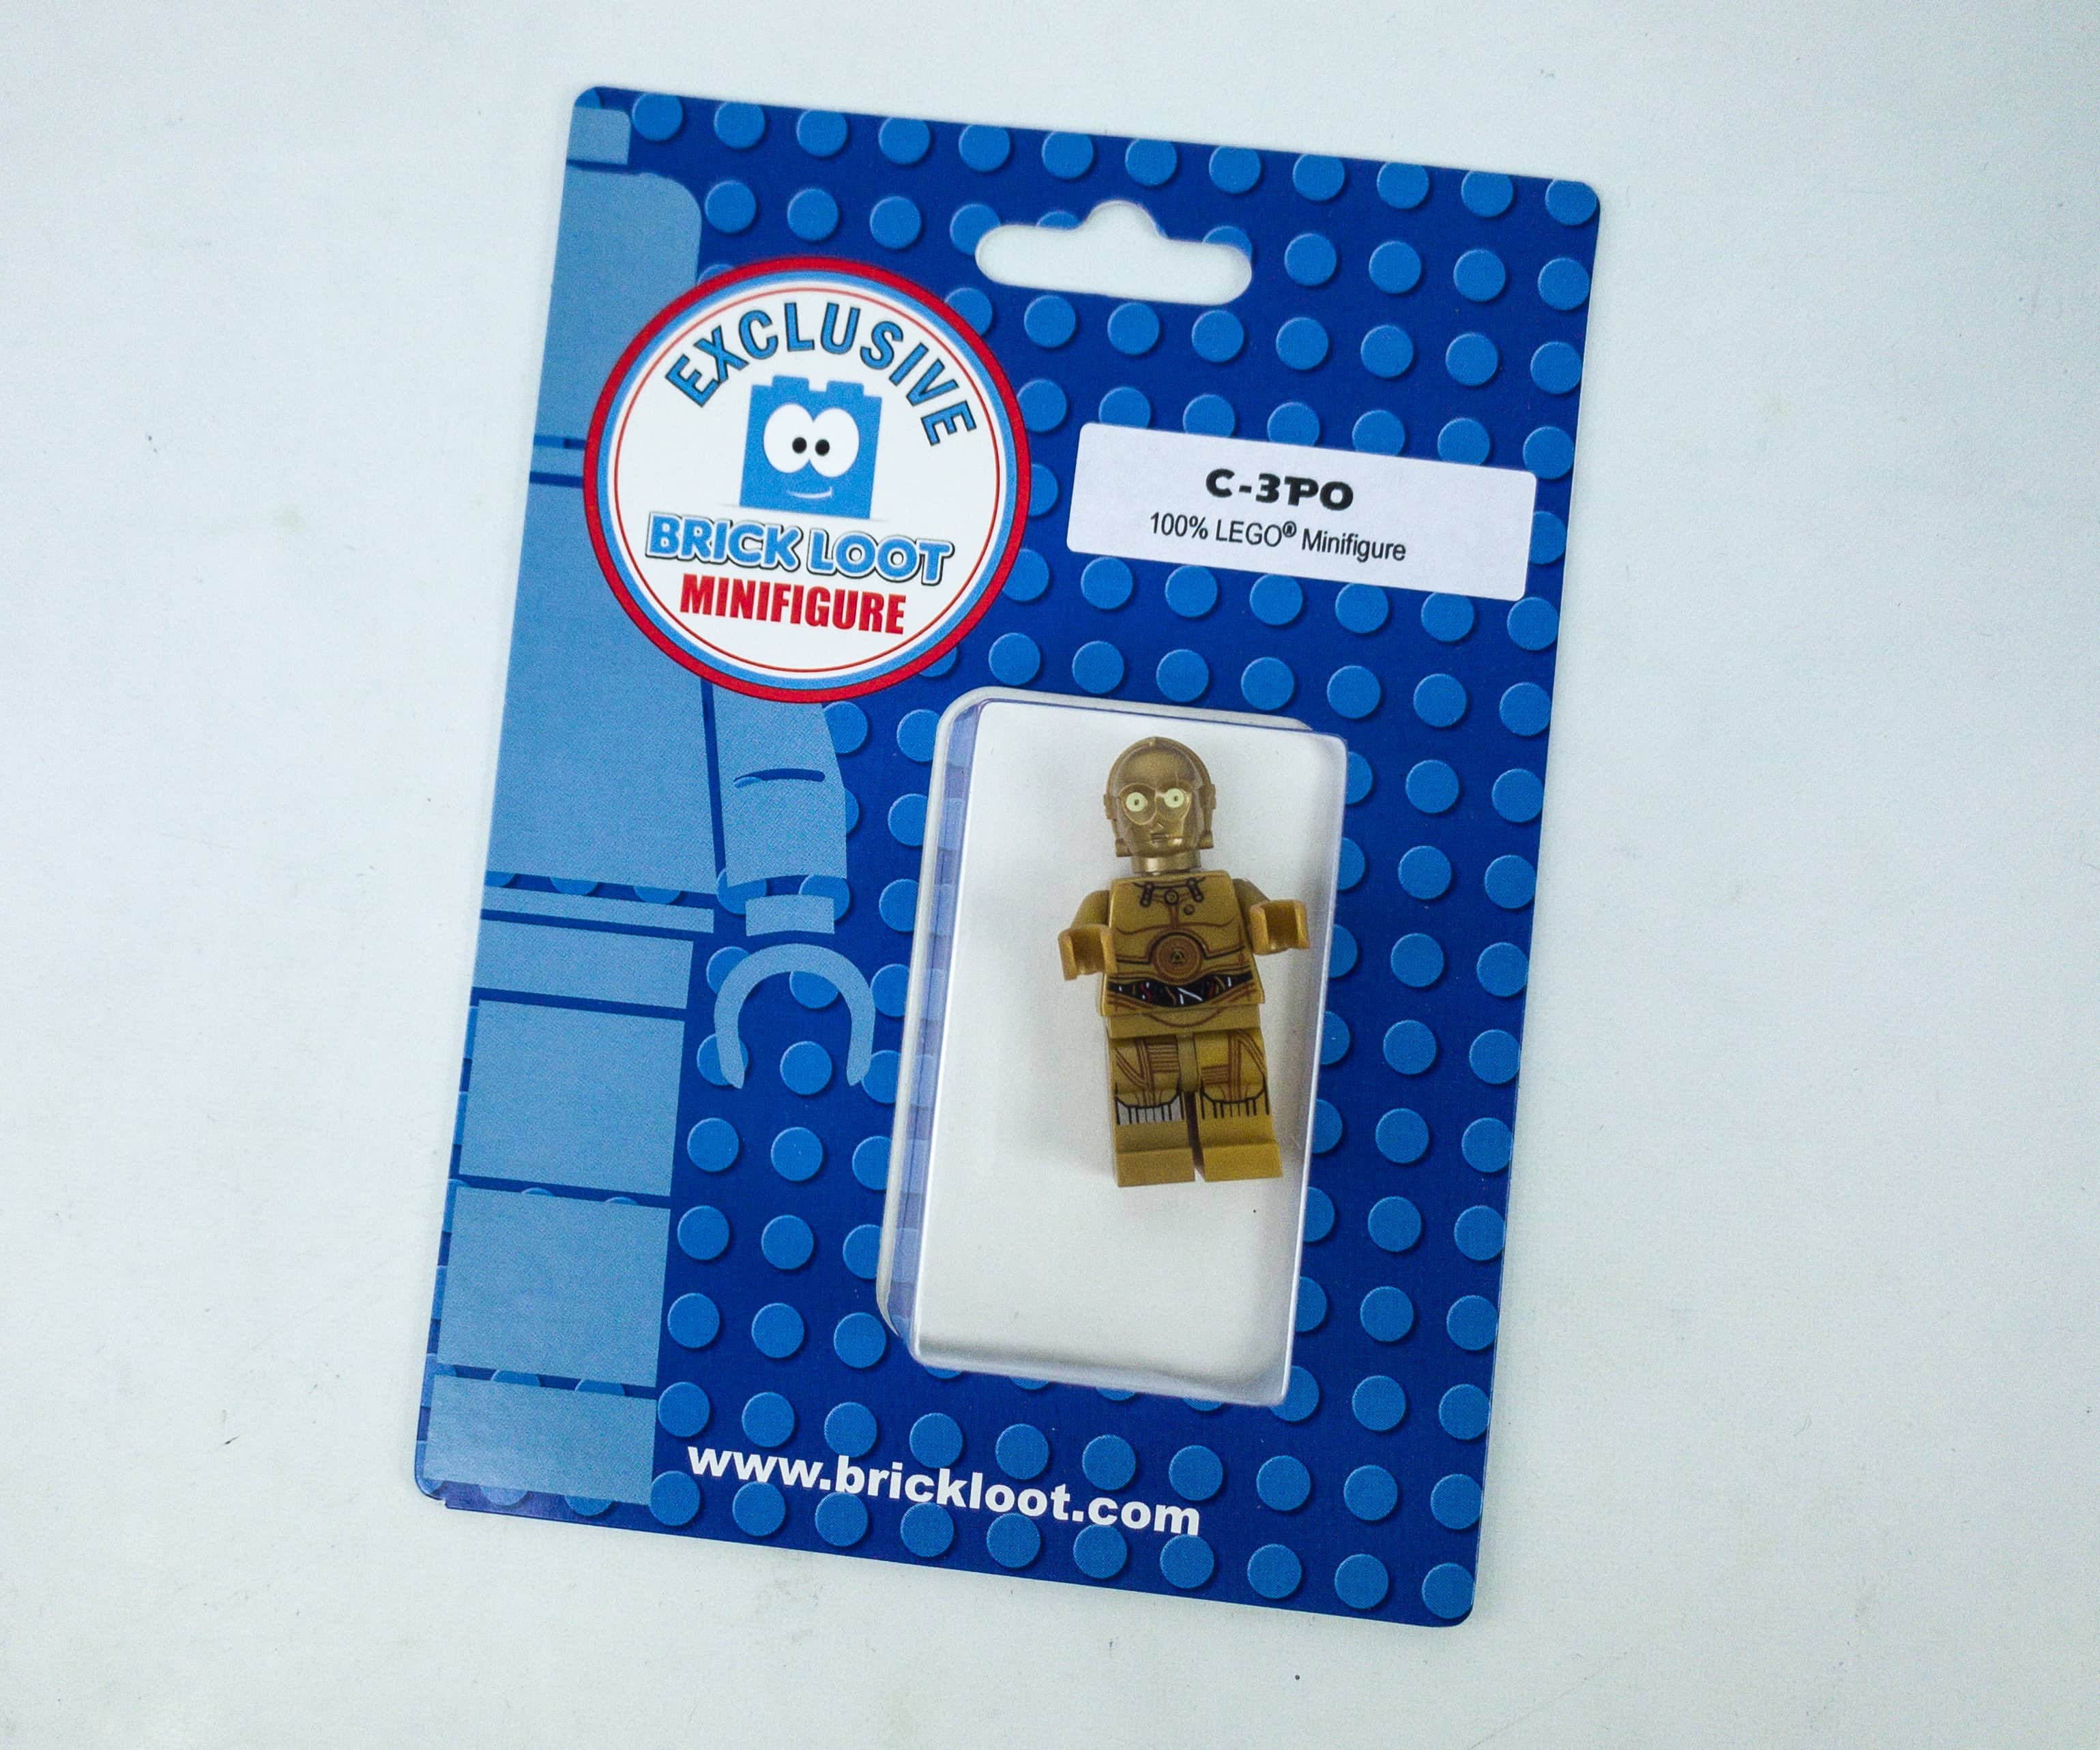 EXCLUSIVE
BRICK LOOT
MINIFIGURE
C-3PO
100% LEGO® Minifigure
www.brickloot.com